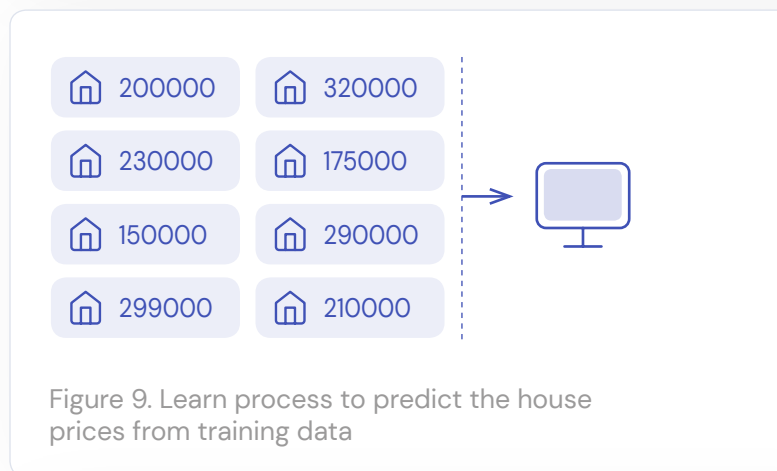 200000 320000
230000 175000
150000 290000
299000 210000
Figure 9. Learn process to predict the house
prices from training data